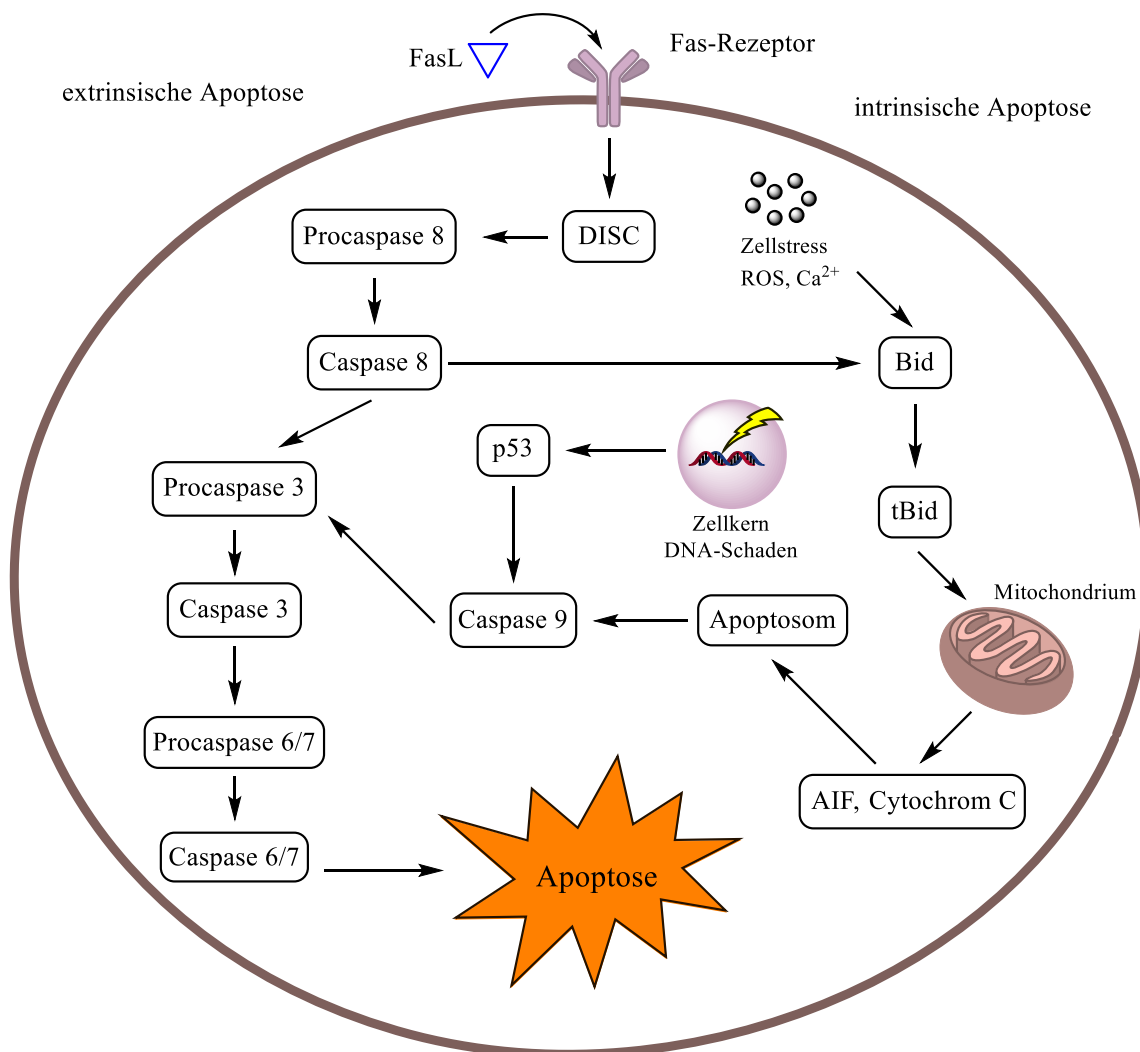 FasL
Fas-Rezeptor
extrinsische Apoptose
intrinsische Apoptose
Procaspase 8
DISC
Zellstress
ROS, Ca²⁺
Caspase 8
Bid
p53
Procaspase 3
tBid
Zellkern
DNA-Schaden
Mitochondrium
Caspase 3
Caspase 9
Apoptosom
Procaspase 6/7
AIF, Cytochrom C
Caspase 6/7
Apoptose